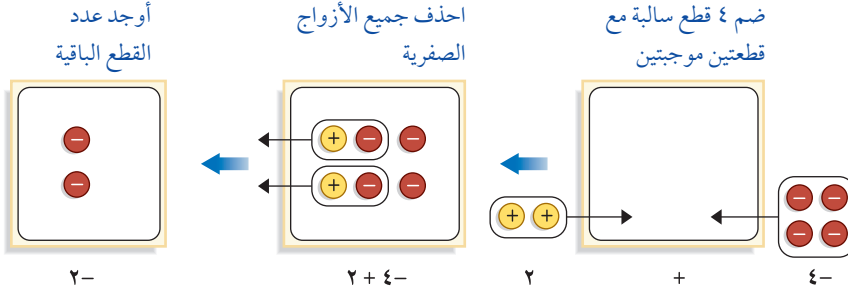 ضم ٤ قطع سالبة مع
قطعتين موجبتين
احذف جميع الأزواج
الصفرية
أوجد عدد
القطع الباقية
−٤ + ٢
−٤ + ٢
−٢